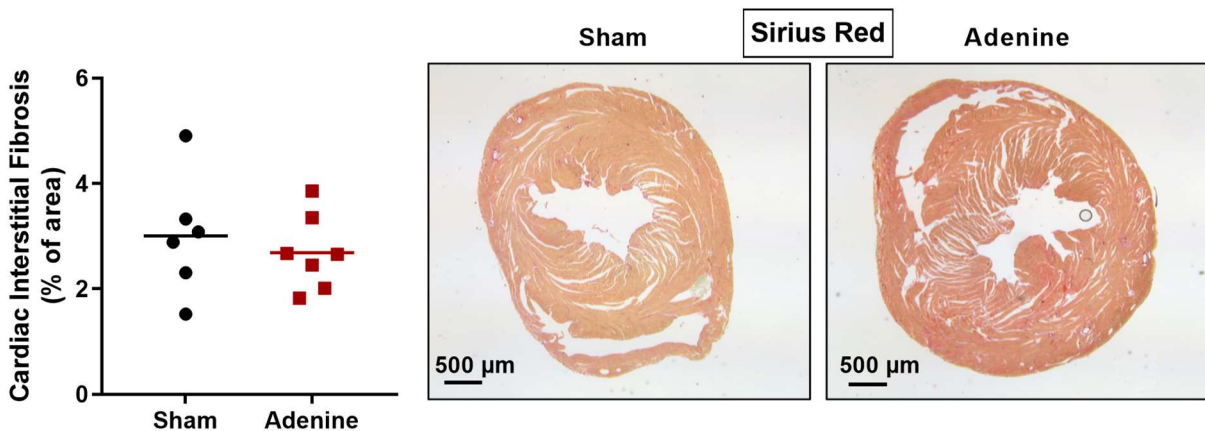 Cardiac Interstitial Fibrosis
(% of area)
6
4
2
0
Sham
Adenine
Sham
Sirius Red
Adenine
500 µm
500 µm